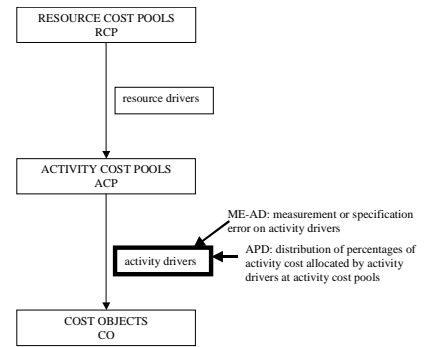 RESOURCE COST POOLS
RCP
resource drivers
ACTIVITY COST POOLS
ACP
ME-AD: measurement or specification
error on activity drivers
activity drivers
APD: distribution of percentages of
activity cost allocated by activity
drivers at activity cost pools
COST OBJECTS
CO